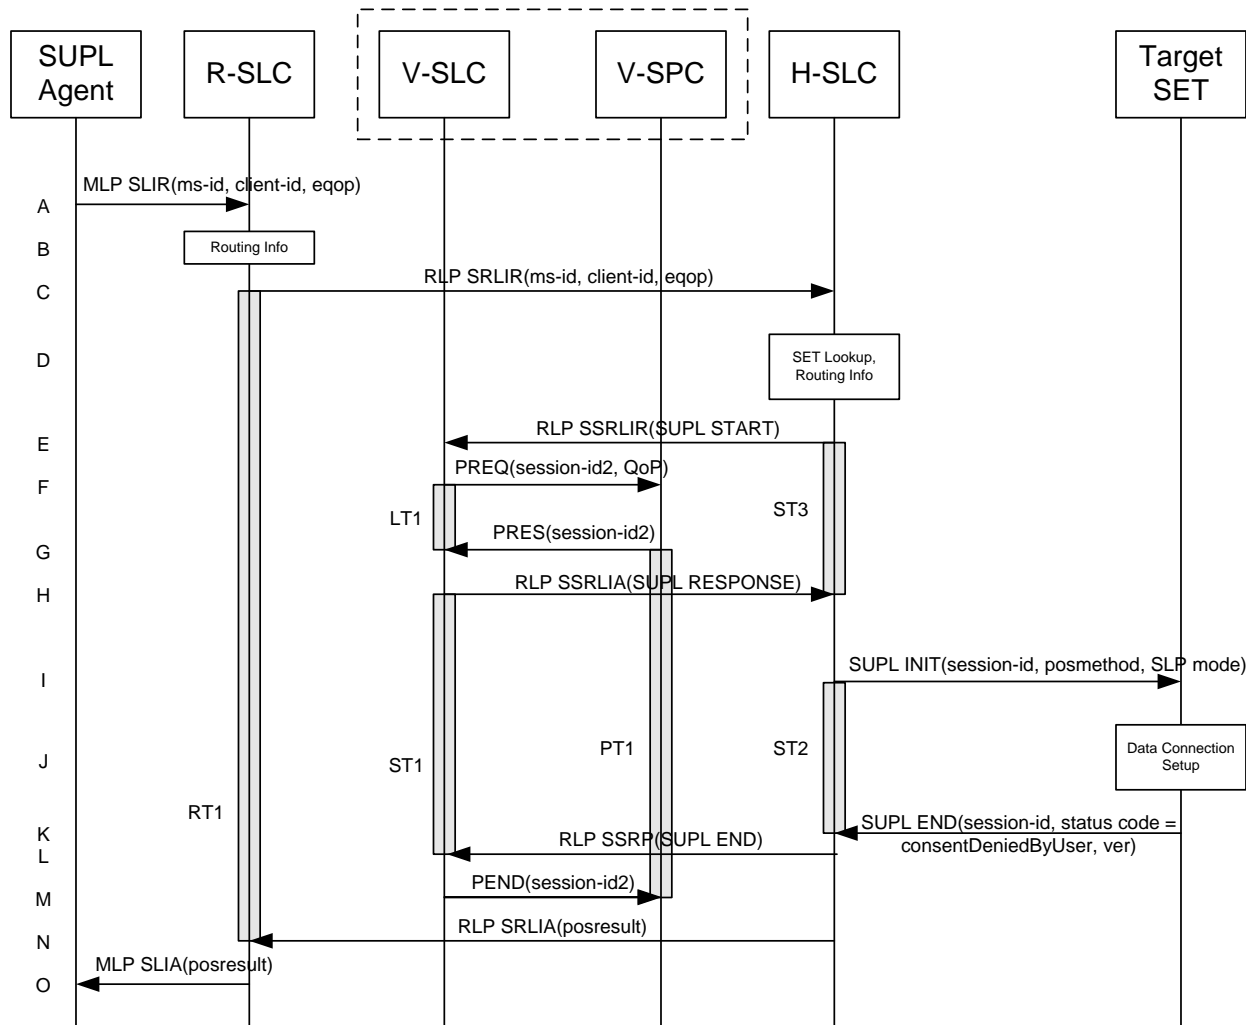 SUPL
Agent
R-SLC
V-SLC
V-SPC
H-SLC
Target
SET
MLP SLIR(ms-id, client-id, eqop)
A
B
Routing Info
RLP SRLIR(ms-id, client-id, eqop)
C
D
SET Lookup,
Routing Info
RLP SSRLIR(SUPL START)
E
PREQ(session-id2, QoP)
F
LT1
ST3
PRES(session-id2)
G
RLP SSRLIA(SUPL RESPONSE)
H
SUPL INIT(session-id, posmethod, SLP mode)
I
J
ST1
PT1
ST2
Data Connection
Setup
RT1
SUPL END(session-id, status code =
consentDeniedByUser, ver)
K
RLP SSRP(SUPL END)
L
PEND(session-id2)
M
RLP SRLIA(posresult)
N
MLP SLIA(posresult)
O